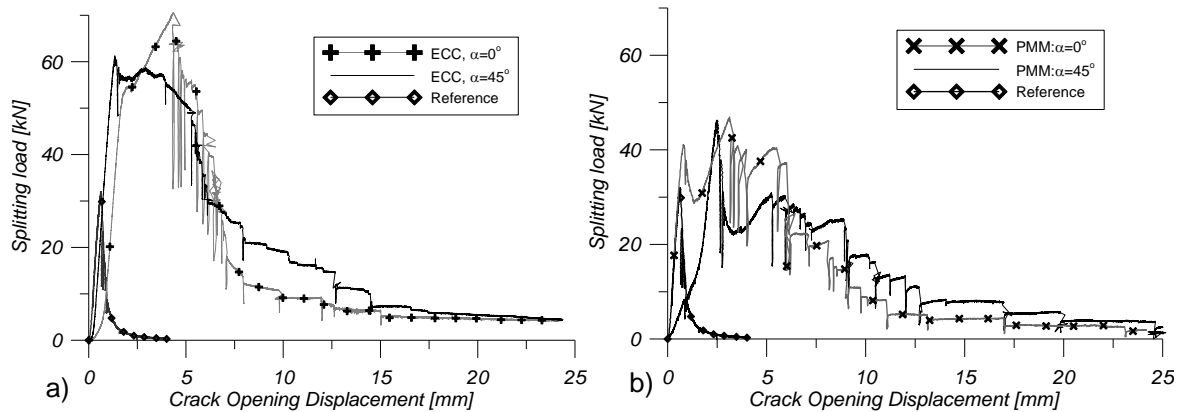 60
40
20
0
Splitting load [kN]
ECC, α=0°
ECC, α=45°
Reference
0 5 10 15 20 25
a) Crack Opening Displacement [mm]
60
40
20
0
Splitting load [kN]
PMM:α=0°
PMM:α=45°
Reference
0 5 10 15 20 25
b) Crack Opening Displacement [mm]